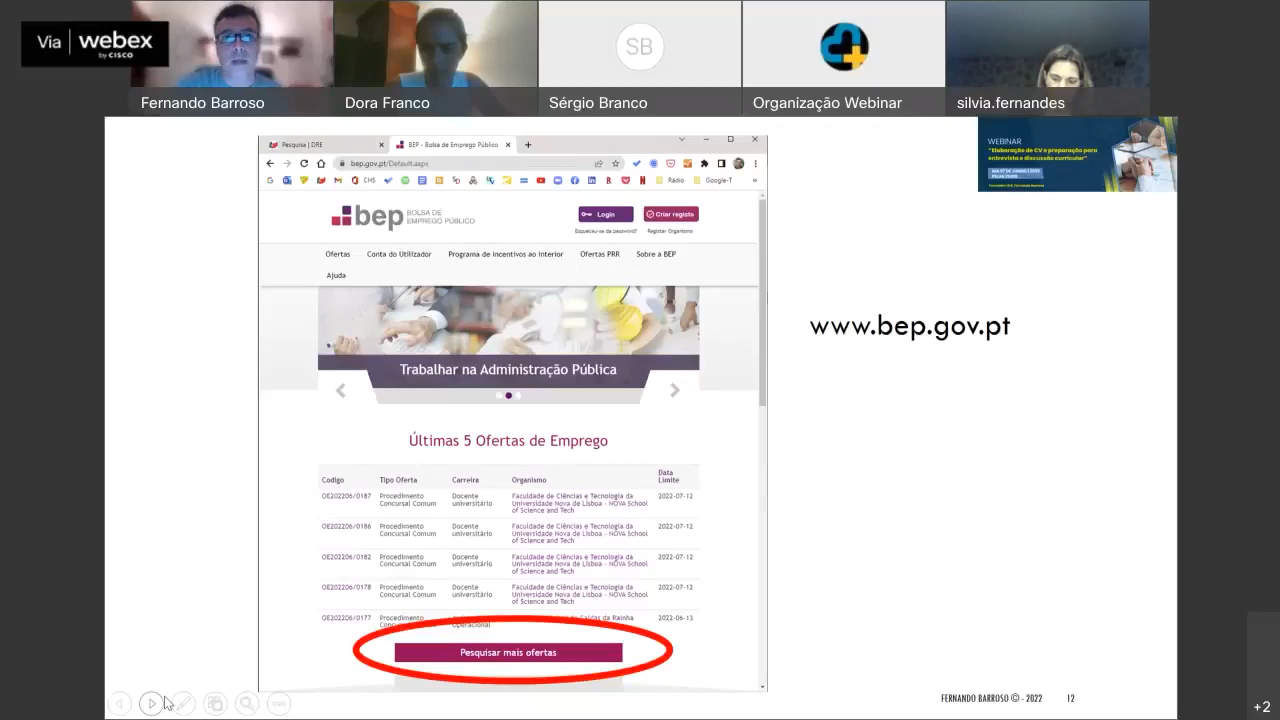 Via webex
by CISCO
Fernando Barroso
Dora Franco
SB
Sérgio Branco
Organização Webinar
silvia.fernandes
WEBINAR
"Elaboração de CV e preparação para
entrevista e discussão curricular"
Pesquisa | DRE
BEP - Bolsa de Emprego Público
bep.gov.pt/Default.aspx
CHS
Rádio
Google-T
bep BOLSA DE
EMPREGO PÚBLICO
Login
Criar registo
Esqueceu-se da password?
Registar Organismo
Ofertas
Conta do Utilizador
Programa de Incentivos ao Interior
Ofertas PRR
Sobre a BEP
Ajuda
Trabalhar na Administração Pública
www.bep.gov.pt
Últimas 5 Ofertas de Emprego
Codigo Tipo Oferta Carreira Organismo Data
Limite
OE202206/0187 Procedimento Docente Faculdade de Ciências e Tecnologia da 2022-07-12
Concursal Comum universitário Universidade Nova de Lisboa - NOVA School
of Science and Tech
OE202206/0186 Procedimento Docente Faculdade de Ciências e Tecnologia da 2022-07-12
Concursal Comum universitário Universidade Nova de Lisboa - NOVA School
of Science and Tech
OE202206/0182 Procedimento Docente Faculdade de Ciências e Tecnologia da 2022-07-12
Concursal Comum universitário Universidade Nova de Lisboa - NOVA School
of Science and Tech
OE202206/0178 Procedimento Docente Faculdade de Ciências e Tecnologia da 2022-07-12
Concursal Comum universitário Universidade Nova de Lisboa - NOVA School
of Science and Tech
OE202206/0177 Procedimento de Caldas da Rainha 2022-06-13
Operacional
Pesquisar mais ofertas
FERNANDO BARROSO © - 2022 12
+2